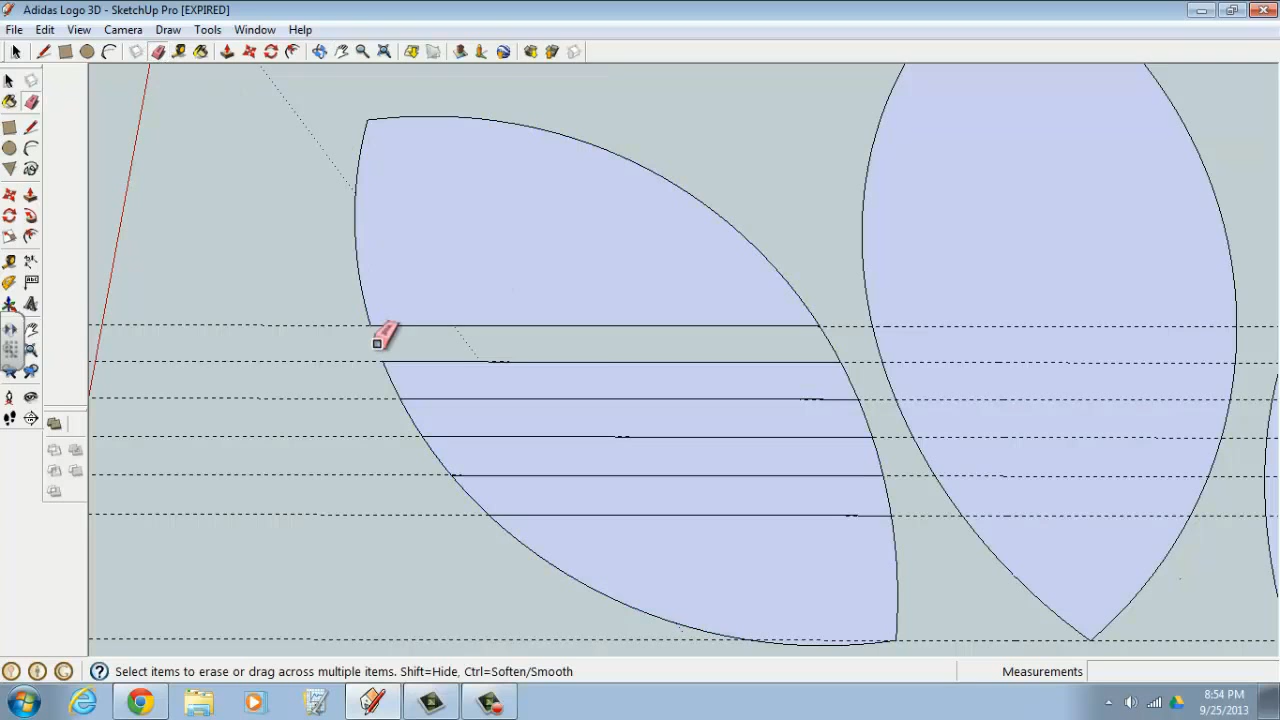 Adidas Logo 3D - SketchUp Pro [EXPIRED]
File Edit View Camera Draw Tools Window Help
Select items to erase or drag across multiple items. Shift=Hide, Ctrl=Soften/Smooth
Measurements
8:54 PM
9/25/2013